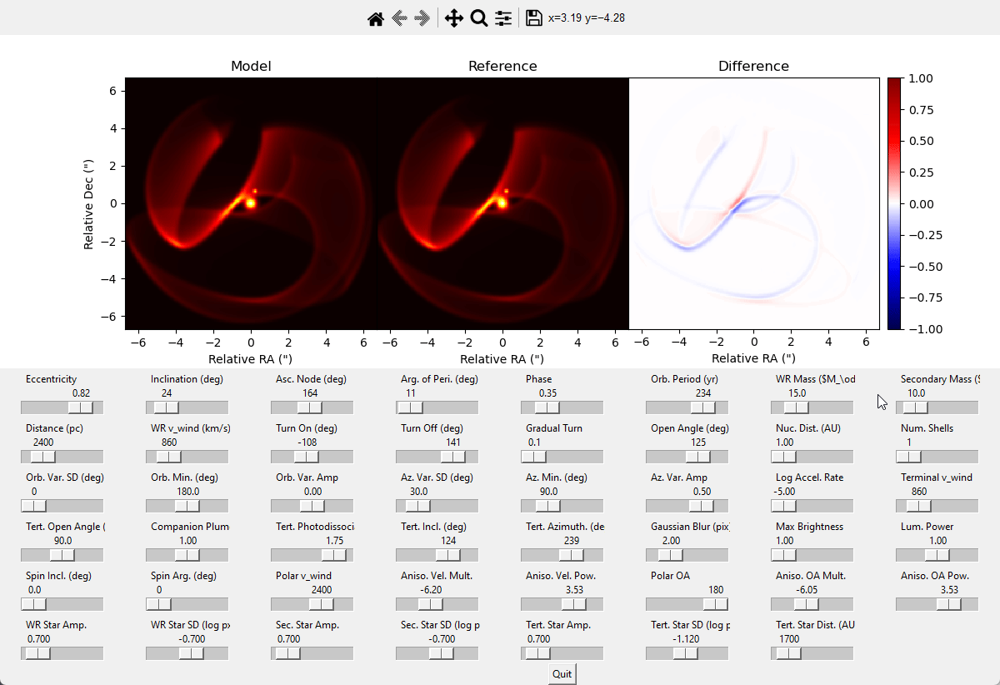 x=3.19 y=−4.28
Model Reference Difference
6
4
2
0
−2
−4
−6
Relative Dec (")
1.00
0.75
0.50
0.25
0.00
−0.25
−0.50
−0.75
−1.00
−6 −4 −2 0 2 4 6 −6 −4 −2 0 2 4 6 −6 −4 −2 0 2 4 6
Relative RA (") Relative RA (") Relative RA (")
Eccentricity Inclination (deg) Asc. Node (deg) Arg. of Peri. (deg) Phase Orb. Period (yr) WR Mass ($M_\od Secondary Mass ($
0.82 24 164 11 0.35 234 15.0 10.0
Distance (pc) WR v_wind (km/s) Turn On (deg) Turn Off (deg) Gradual Turn Open Angle (deg) Nuc. Dist. (AU) Num. Shells
2400 860 -108 141 0.1 125 1.00 1
Orb. Var. SD (deg) Orb. Min. (deg) Orb. Var. Amp Az. Var. SD (deg) Az. Min. (deg) Az. Var. Amp Log Accel. Rate Terminal v_wind
0 180.0 0.00 30.0 90.0 0.50 -5.00 860
Tert. Open Angle ( Companion Plum Tert. Photodissoci Tert. Incl. (deg) Tert. Azimuth. (de Gaussian Blur (pix Max Brightness Lum. Power
90.0 1.00 1.75 124 239 2.00 1.00 1.00
Spin Incl. (deg) Spin Arg. (deg) Polar v_wind Aniso. Vel. Mult. Aniso. Vel. Pow. Polar OA Aniso. OA Mult. Aniso. OA Pow.
0.0 0 2400 -6.20 3.53 180 -6.05 3.53
WR Star Amp. WR Star SD (log px Sec. Star Amp. Sec. Star SD (log p Tert. Star Amp. Tert. Star SD (log p Tert. Star Dist. (AU
0.700 -0.700 0.700 -0.700 0.700 -1.120 1700
Quit